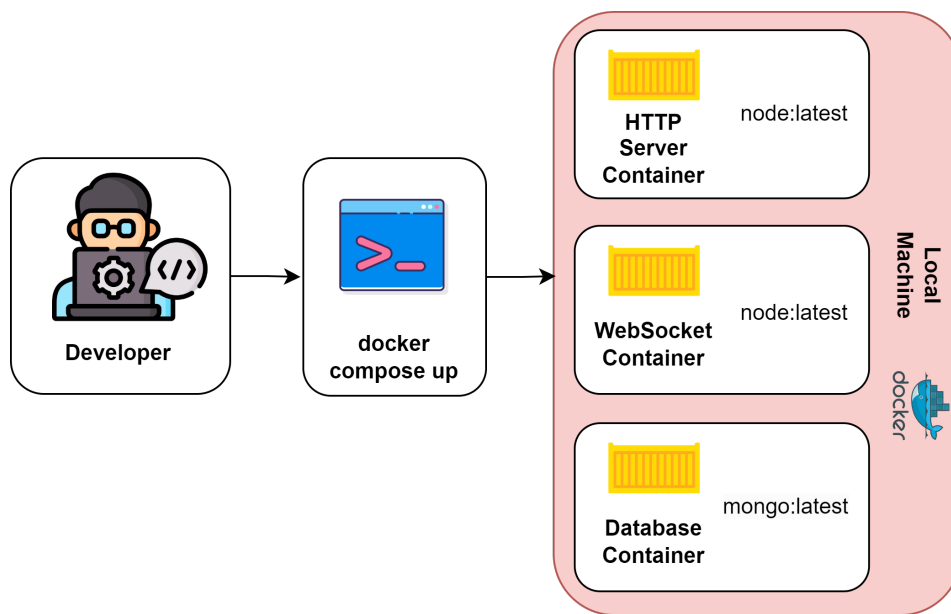 Developer
</>
>_
docker
compose up
HTTP
Server
Container
node:latest
WebSocket
Container
node:latest
Database
Container
mongo:latest
Local
Machine
docker